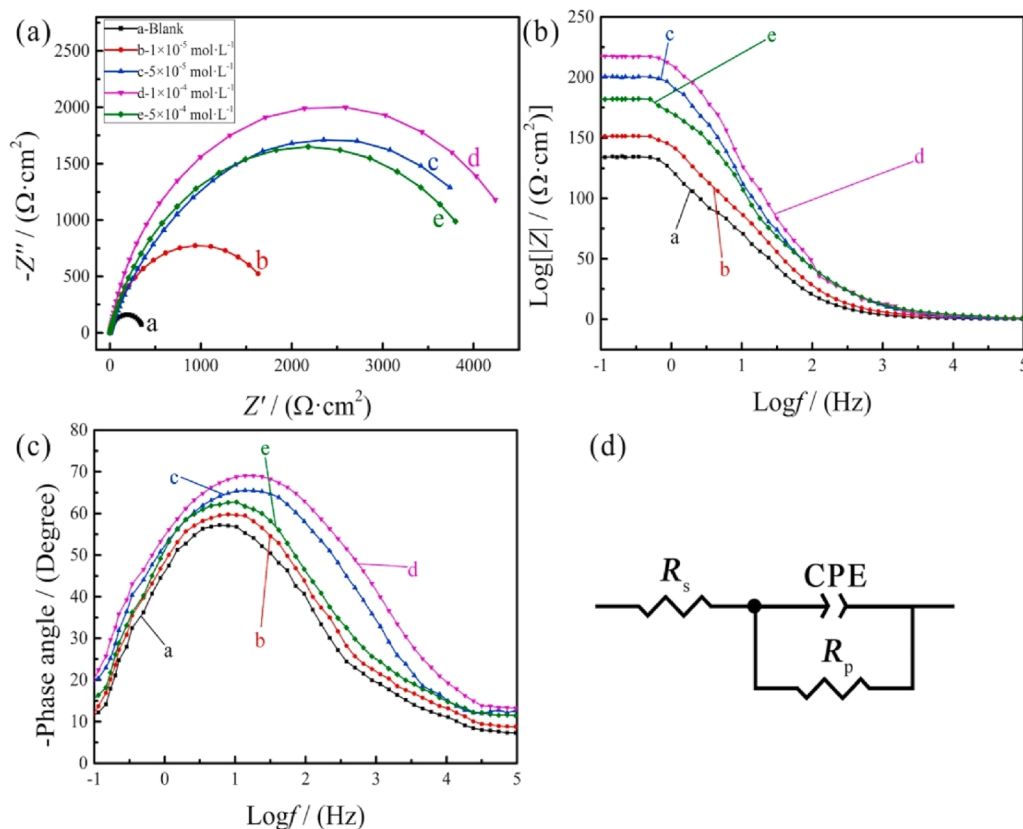 (a)
a-Blank
b-1×10⁻⁵ mol·L⁻¹
c-5×10⁻⁵ mol·L⁻¹
d-1×10⁻⁴ mol·L⁻¹
e-5×10⁻⁴ mol·L⁻¹
2500
2000
1500
1000
500
0
-Z″ / (Ω·cm²)
a
b
c
d
e
0 1000 2000 3000 4000
Z′ / (Ω·cm²)
(b)
250
200
150
100
50
0
Log[|Z| / (Ω·cm²)]
c
e
d
a
b
-1 0 1 2 3 4 5
Logf / (Hz)
(c)
80
70
60
50
40
30
20
10
0
-Phase angle / (Degree)
e
c
d
b
a
-1 0 1 2 3 4 5
Logf / (Hz)
(d)
Rₛ
CPE
Rₚ